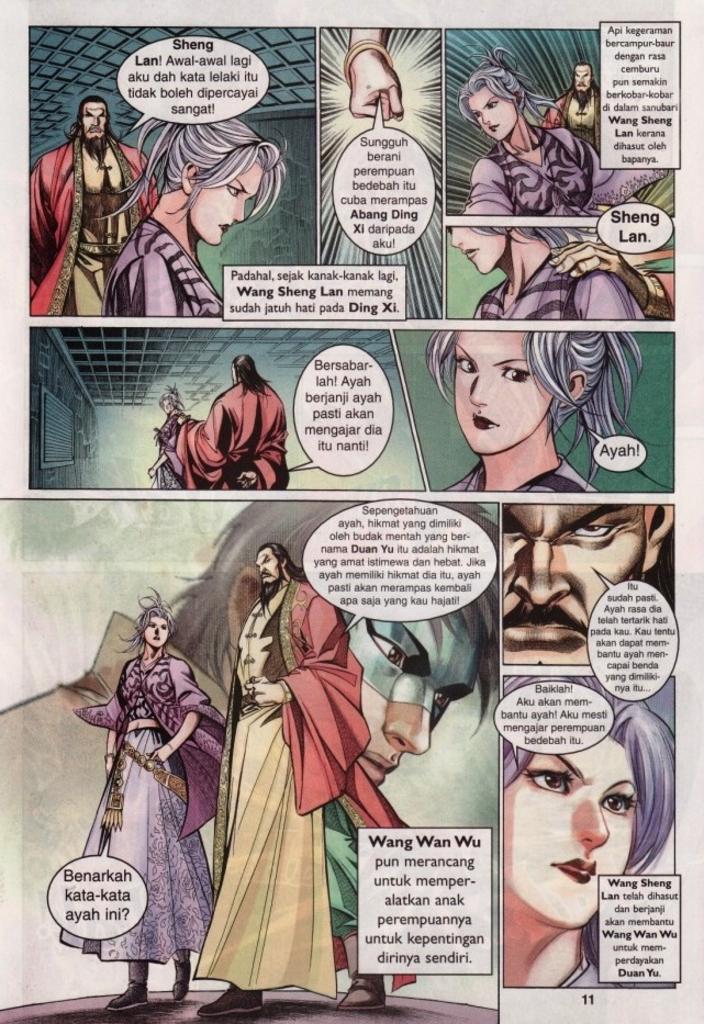 Sheng
Lan! Awal-awal lagi
aku dah kata lelaki itu
tidak boleh dipercayai
sangat!
Sungguh
berani
perempuan
bedebah itu
cuba merampas
Abang Ding
Xi daripada
aku!
Padahal, sejak kanak-kanak lagi,
Wang Sheng Lan memang
sudah jatuh hati pada Ding Xi.
Api kegeraman
bercampur-baur
dengan rasa
cemburu
pun semakin
berkobar-kobar
di dalam sanubari
Wang Sheng
Lan kerana
dihasut oleh
bapanya.
Sheng
Lan.
Bersabar-
lah! Ayah
berjanji ayah
pasti akan
mengajar dia
itu nanti!
Ayah!
Sepengetahuan
ayah, hikmat yang dimiliki
oleh budak mentah yang ber-
nama Duan Yu itu adalah hikmat
yang amat istimewa dan hebat. Jika
ayah memiliki hikmat dia itu, ayah
pasti akan merampas kembali
apa saja yang kau hajati!
Benarkah
kata-kata
ayah ini?
Wang Wan Wu
pun merancang
untuk memper-
alatkan anak
perempuannya
untuk kepentingan
dirinya sendiri.
Itu
sudah pasti.
Ayah rasa dia
telah tertarik hati
pada kau. Kau tentu
akan dapat mem-
bantu ayah men-
capai benda
yang dimiliki-
nya itu...
Baiklah!
Aku akan mem-
bantu ayah! Aku mesti
mengajar perempuan
bedebah itu.
Wang Sheng
Lan telah dihasut
dan berjanji
akan membantu
Wang Wan Wu
untuk mem-
perdayakan
Duan Yu.
11